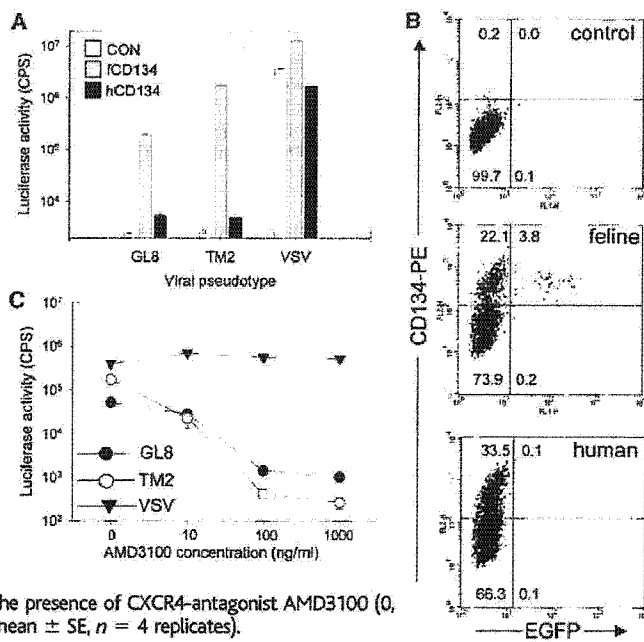 A
Luciferase activity (CPS)
10⁷
10⁶
10⁵
10⁴
CON
fCD134
hCD134
GL8 TM2 VSV
Viral pseudotype
C
Luciferase activity (CPS)
10⁷
10⁶
10⁵
10⁴
10³
10²
GL8
TM2
VSV
0 10 100 1000
AMD3100 concentration (ng/ml)
B
CD134-PE
0.2 0.0 control
99.7 0.1
22.1 3.8 feline
73.9 0.2
33.5 0.1 human
66.3 0.1
EGFP
he presence of CXCR4-antagonist AMD3100 (0,
nean ± SE, n = 4 replicates).